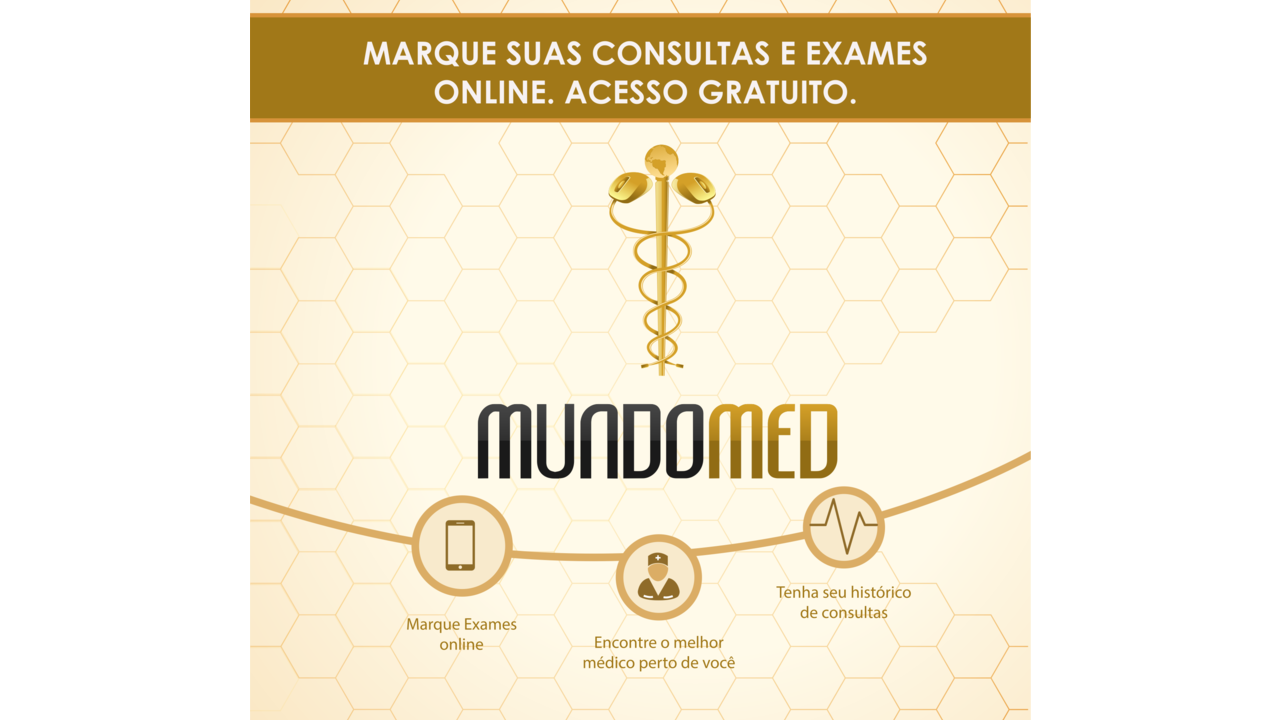 MARQUE SUAS CONSULTAS E EXAMES
ONLINE. ACESSO GRATUITO.
MUNDOMED
Marque Exames
online
Encontre o melhor
médico perto de você
Tenha seu histórico
de consultas